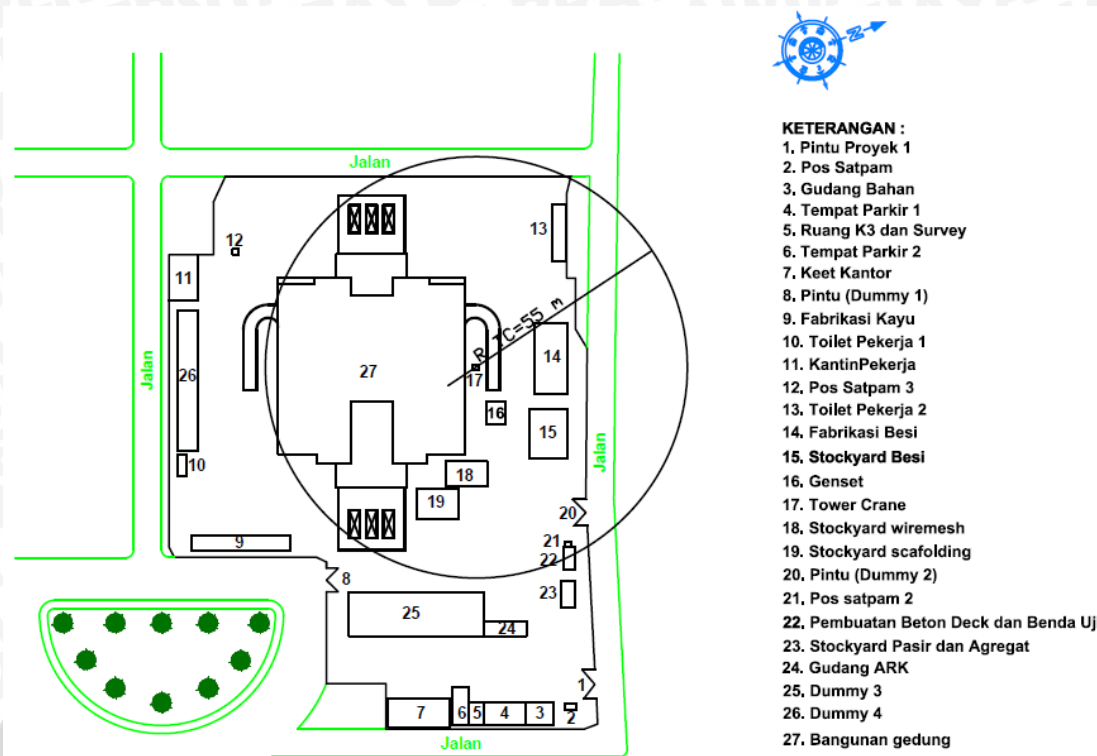 Jalan
N
KETERANGAN :
1. Pintu Proyek 1
2. Pos Satpam
3. Gudang Bahan
4. Tempat Parkir 1
5. Ruang K3 dan Survey
6. Tempat Parkir 2
7. Keet Kantor
8. Pintu (Dummy 1)
9. Fabrikasi Kayu
10. Toilet Pekerja 1
11. KantinPekerja
12. Pos Satpam 3
13. Toilet Pekerja 2
14. Fabrikasi Besi
15. Stockyard Besi
16. Genset
17. Tower Crane
18. Stockyard wiremesh
19. Stockyard scafolding
20. Pintu (Dummy 2)
21. Pos satpam 2
22. Pembuatan Beton Deck dan Benda Uj
23. Stockyard Pasir dan Agregat
24. Gudang ARK
25. Dummy 3
26. Dummy 4
27. Bangunan gedung
13
12
11
R TC=55 m
14
27
17
26
Jalan
16
15
Jalan
10
18
19
20
9
21
22
8
23
25
24
1
7
6
5
4
3
2
Jalan